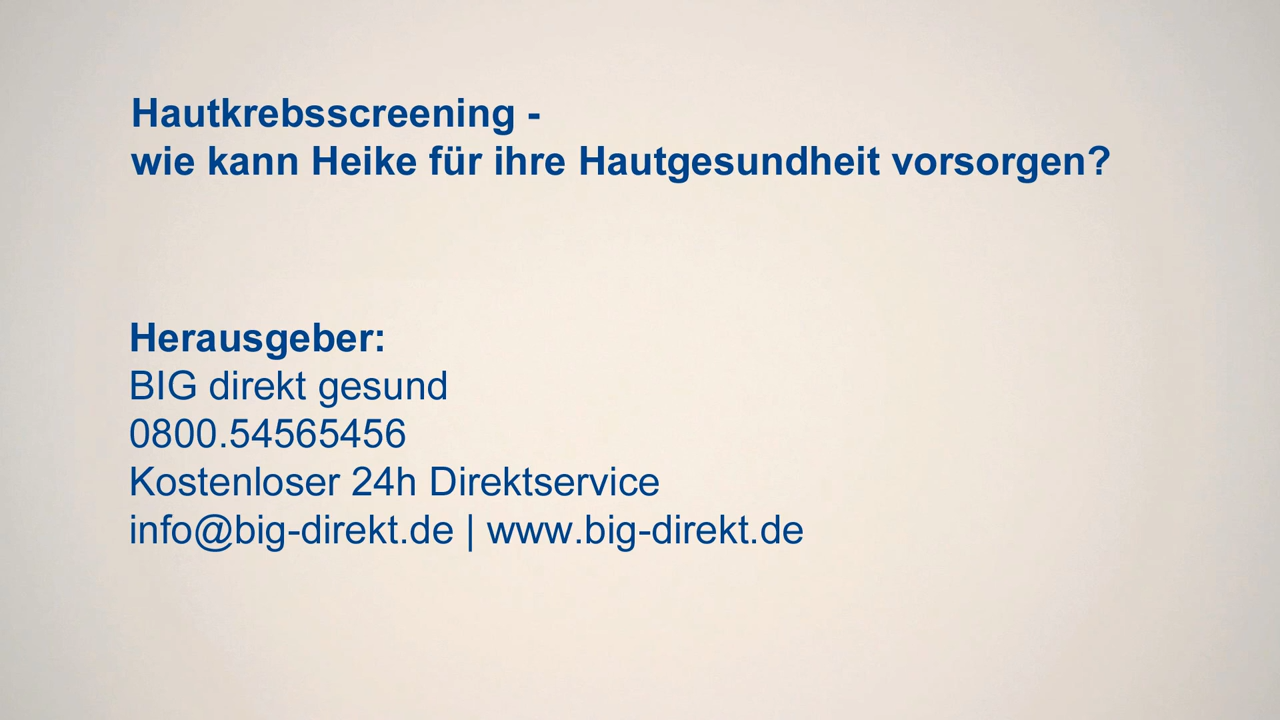 Hautkrebsscreening -
wie kann Heike für ihre Hautgesundheit vorsorgen?
Herausgeber:
BIG direkt gesund
0800.54565456
Kostenloser 24h Direktservice
info@big-direkt.de | www.big-direkt.de